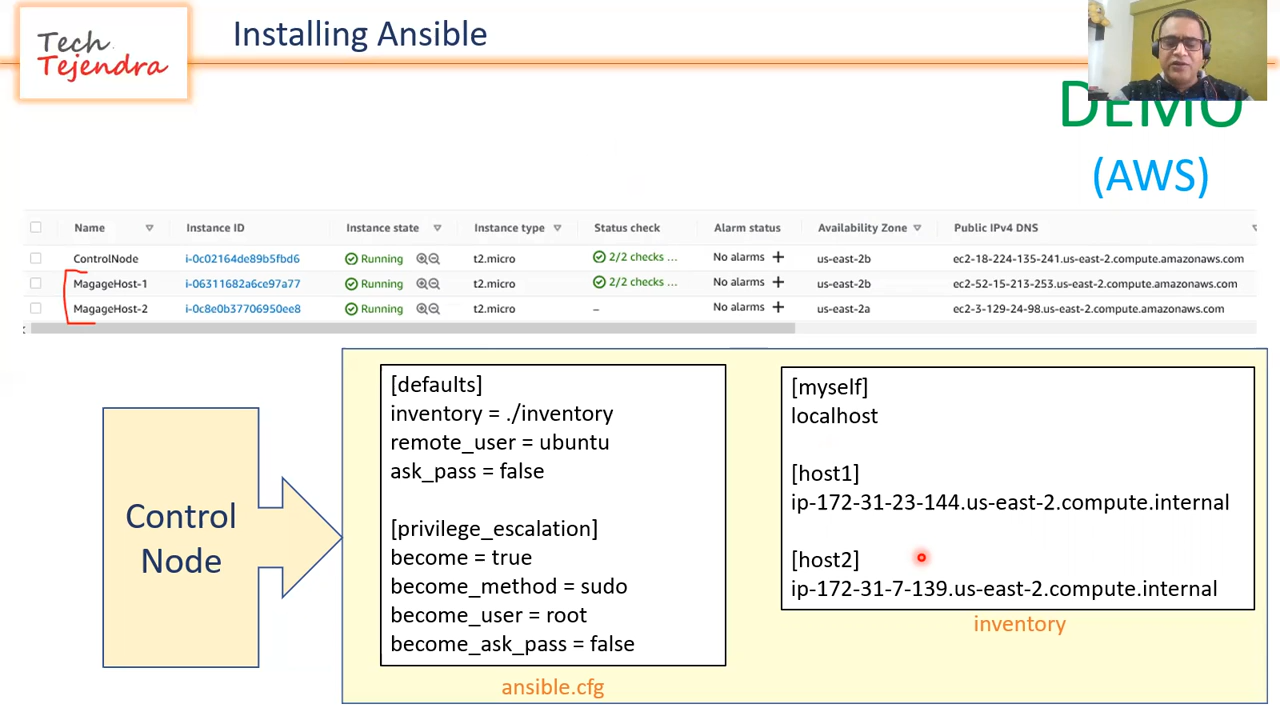 Tech
Tejendra
Installing Ansible
DEMO
(AWS)
Name Instance ID Instance state Instance type Status check Alarm status Availability Zone Public IPv4 DNS
ControlNode i-0c02164de89b5fbd6 Running t2.micro 2/2 checks ... No alarms + us-east-2b ec2-18-224-135-241.us-east-2.compute.amazonaws.com
MagageHost-1 i-06311682a6ce97a77 Running t2.micro 2/2 checks ... No alarms + us-east-2b ec2-52-15-213-253.us-east-2.compute.amazonaws.com
MagageHost-2 i-0c8e0b37706950ee8 Running t2.micro – No alarms + us-east-2a ec2-3-129-24-98.us-east-2.compute.amazonaws.com
Control
Node
[defaults]
inventory = ./inventory
remote_user = ubuntu
ask_pass = false
[privilege_escalation]
become = true
become_method = sudo
become_user = root
become_ask_pass = false
ansible.cfg
[myself]
localhost
[host1]
ip-172-31-23-144.us-east-2.compute.internal
[host2]
ip-172-31-7-139.us-east-2.compute.internal
inventory